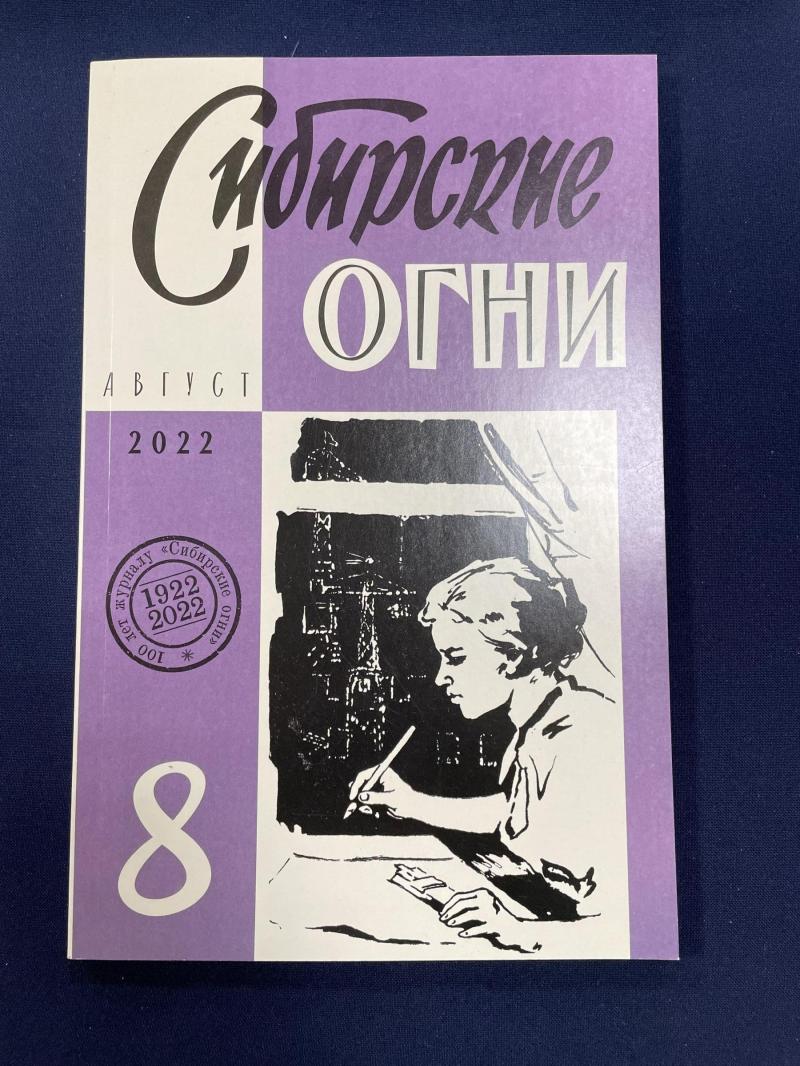 Сибирские
ОГНИ
АВГУСТ
2022
100 лет журналу «Сибирские огни»
1922
2022
*
8